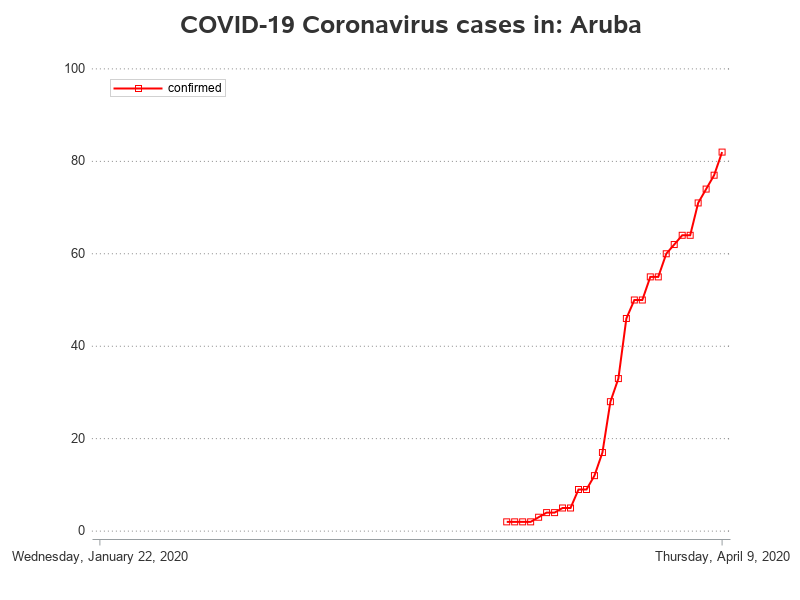 COVID-19 Coronavirus cases in: Aruba
100
confirmed
80
60
40
20
0
Wednesday, January 22, 2020 Thursday, April 9, 2020